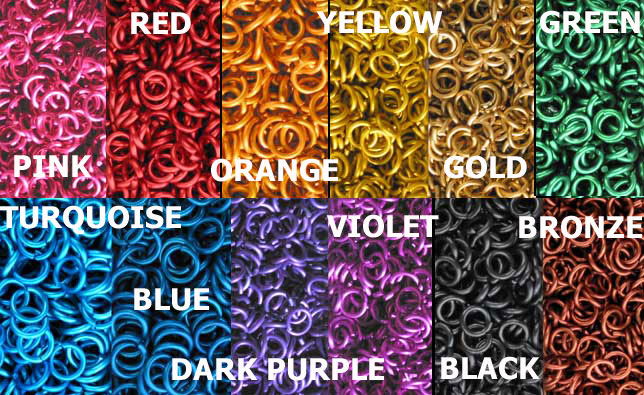 RED
YELLOW
GREEN
PINK
ORANGE
GOLD
TURQUOISE
VIOLET
BRONZE
BLUE
DARK PURPLE
BLACK